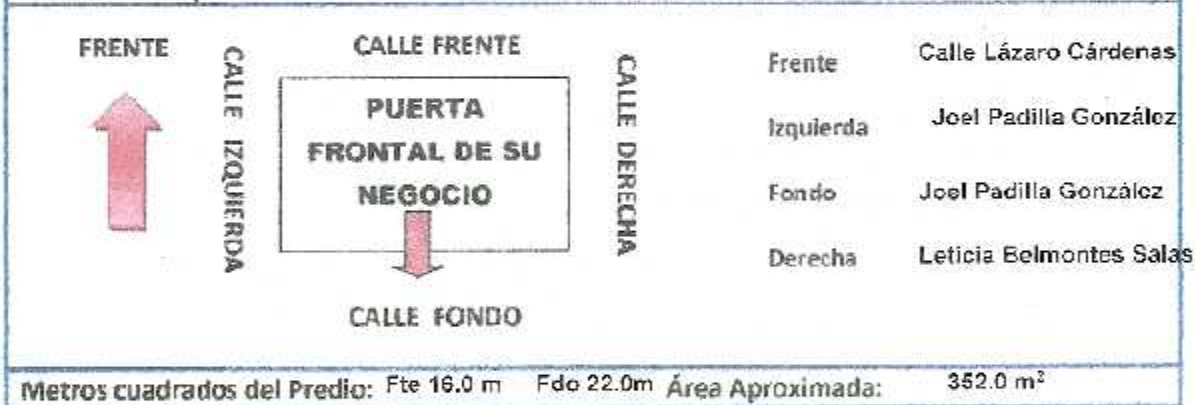 FRENTE
CALLE IZQUIERDA
CALLE FRENTE
PUERTA
FRONTAL DE SU
NEGOCIO
CALLE FONDO
CALLE DERECHA
Frente Calle Lázaro Cárdenas
Izquierda Joel Padilla González
Fondo Joel Padilla González
Derecha Leticia Belmontes Salas
Metros cuadrados del Predio: Fte 16.0 m Fdo 22.0m Área Aproximada: 352.0 m²